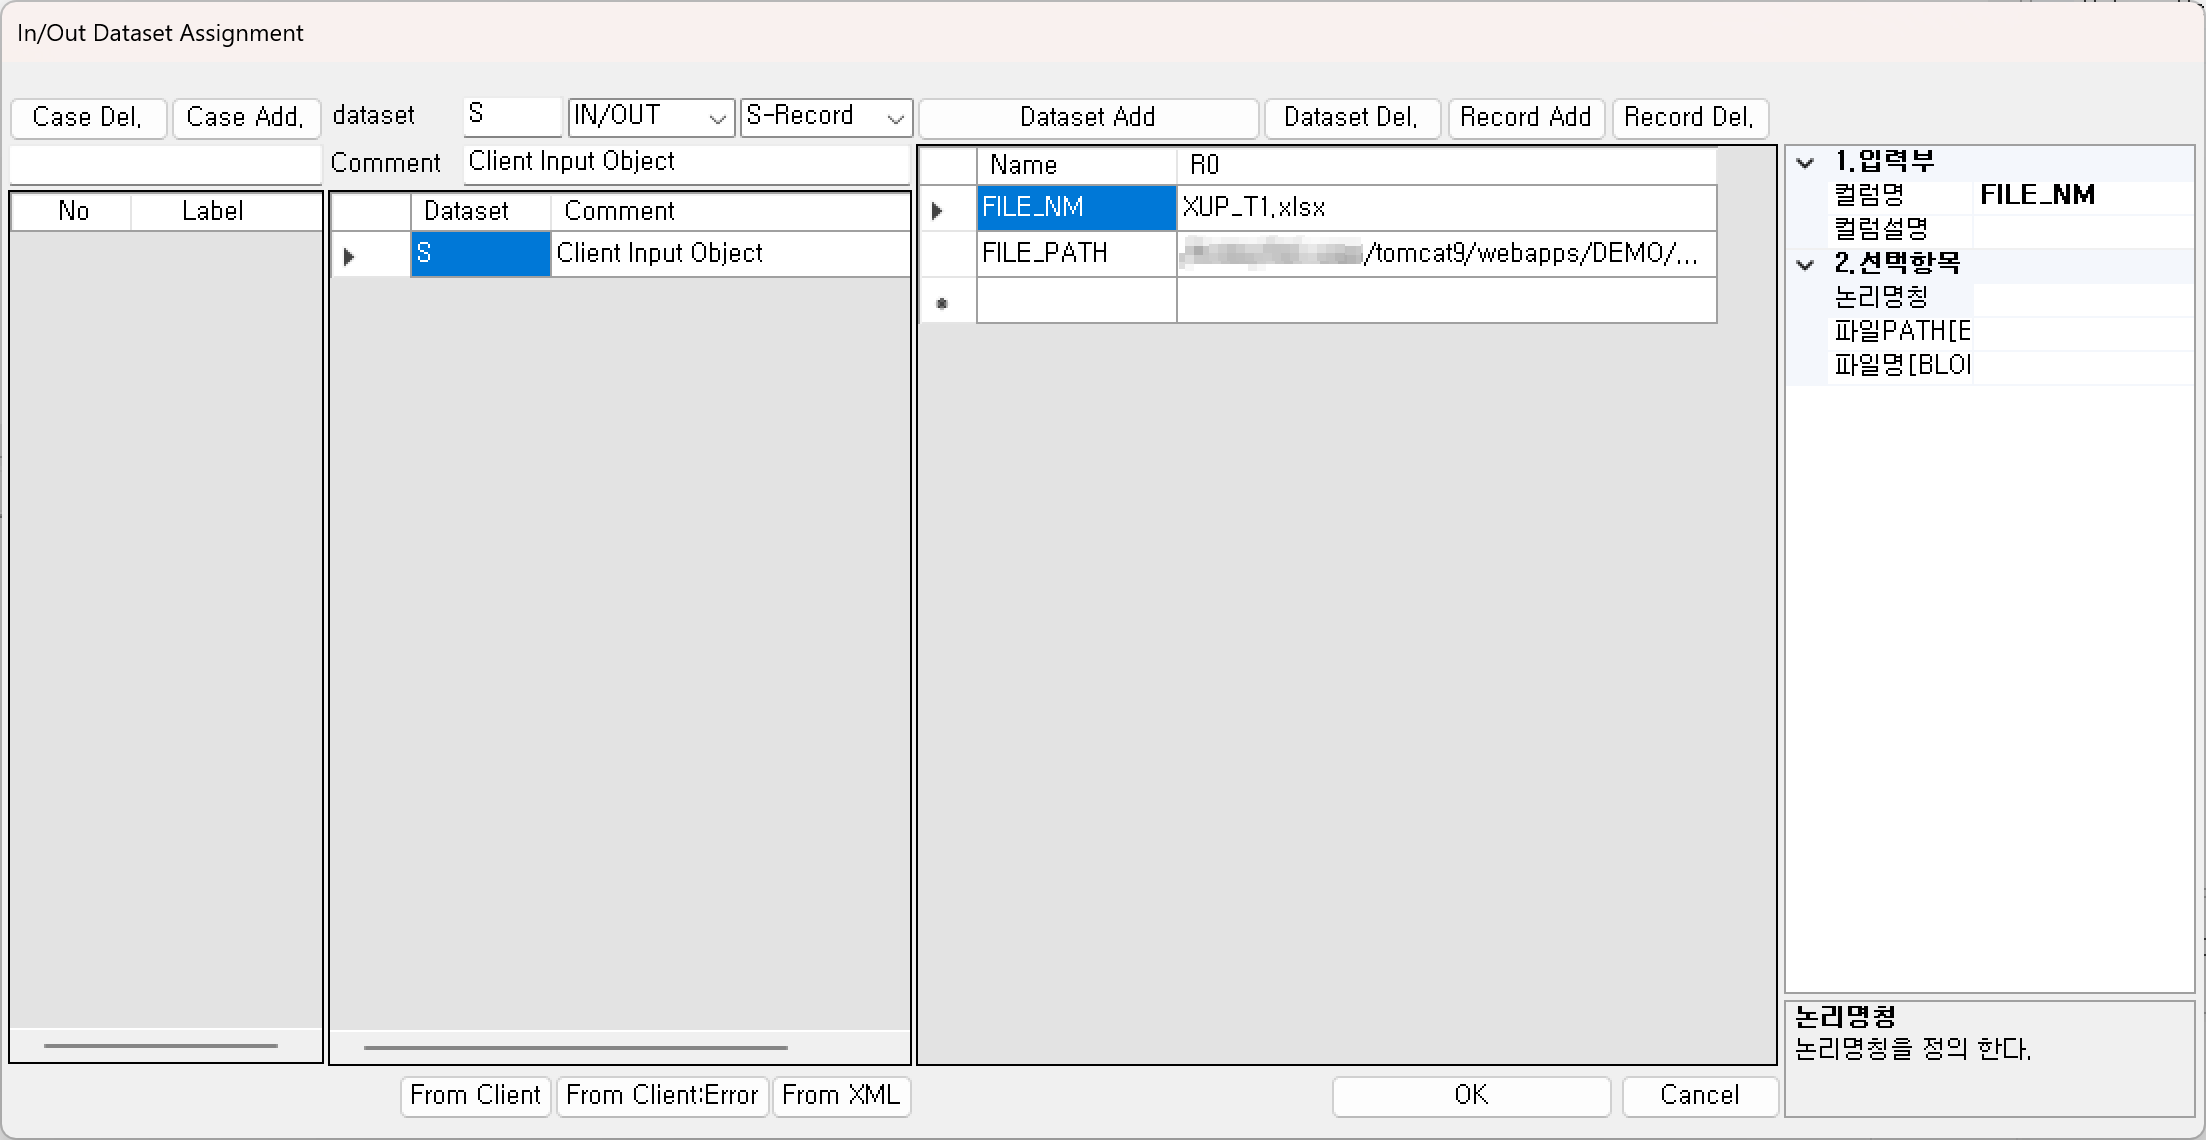 In/Out Dataset Assignment
Case Del.
Case Add.
dataset
S
IN/OUT
S-Record
Dataset Add
Dataset Del.
Record Add
Record Del.
Comment
Client Input Object
No
Label
Dataset
Comment
S
Client Input Object
Name
R0
FILE_NM
XUP_T1.xlsx
FILE_PATH
/tomcat9/webapps/DEMO/...
1.입력부
컬럼명
FILE_NM
컬럼설명
2.선택항목
논리명칭
파일PATH[E
파일명[BLOI
논리명칭
논리명칭을 정의 한다.
From Client
From Client:Error
From XML
OK
Cancel